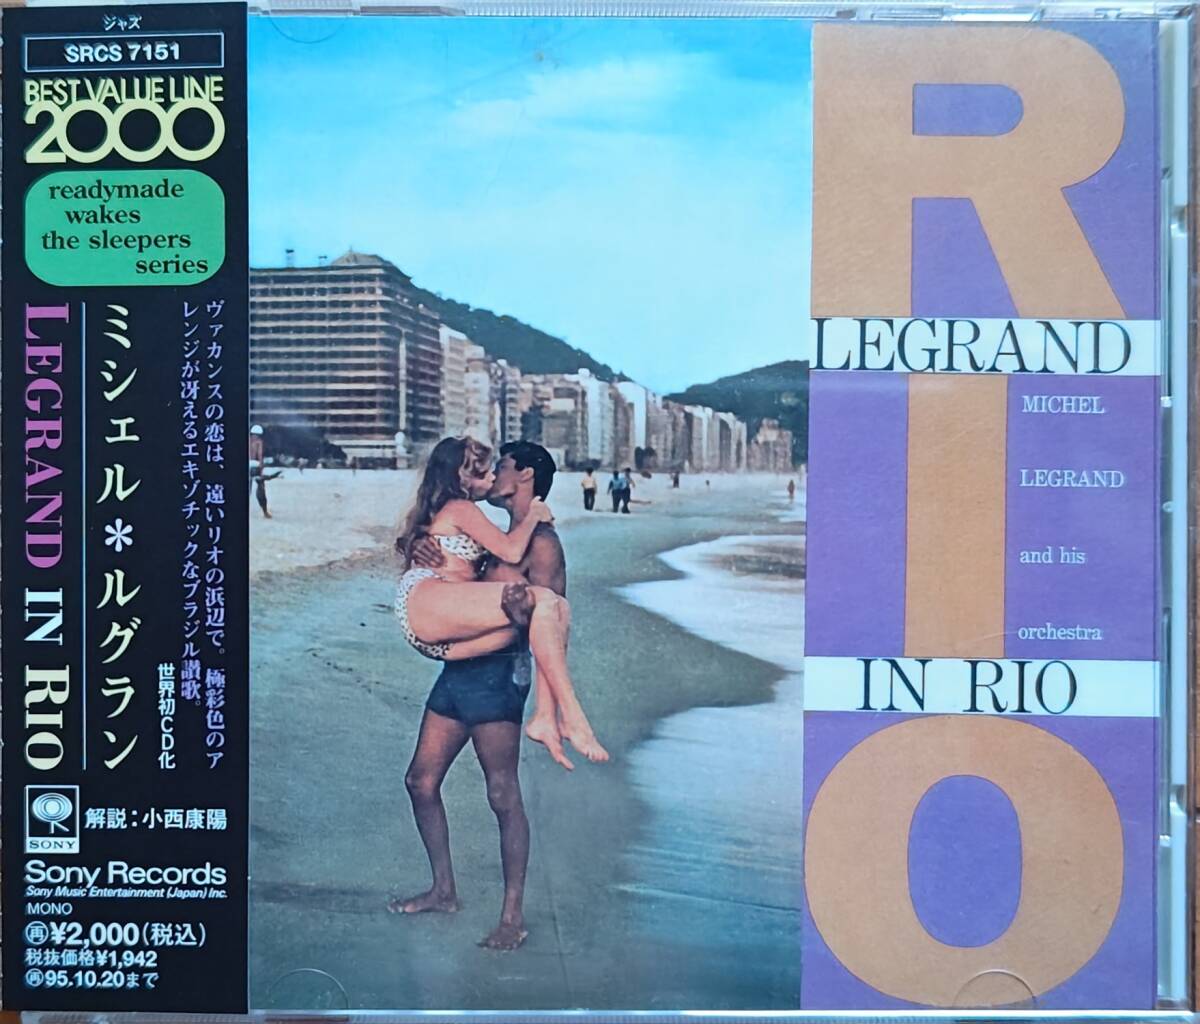 ジャズ
SRCS 7151
BEST VALUE LINE
2000
readymade
wakes
the sleepers
series
ヴァカンスの恋は、遠いリオの浜辺で。極彩色のア
レンジが冴えるエキゾチックなブラジル讃歌。
世界初CD化
ミシェル＊ルグラン
LEGRAND IN RIO
SONY
解説：小西康陽
Sony Records
Sony Music Entertainment (Japan) Inc.
MONO
再¥2,000(税込)
税抜価格¥1,942
再95.10.20まで
RIO
LEGRAND
MICHEL
LEGRAND
and his
orchestra
IN RIO